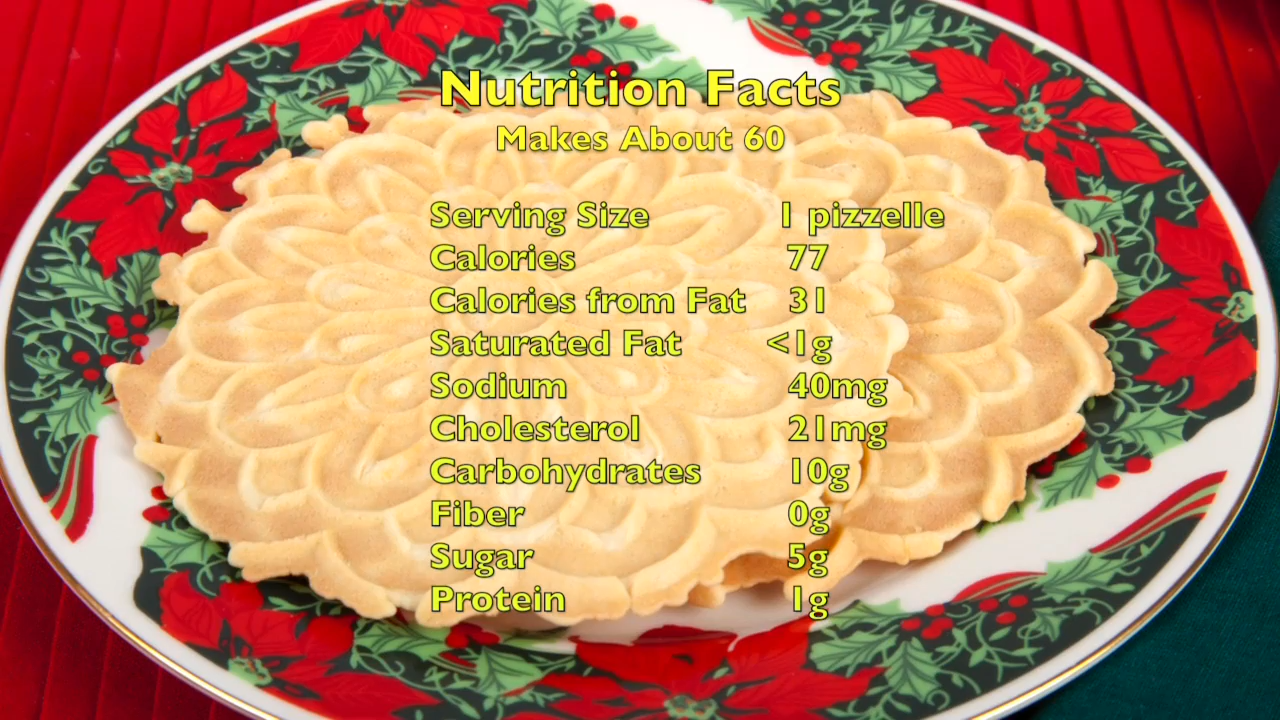 Nutrition Facts
Makes About 60
Serving Size 1 pizzelle
Calories 77
Calories from Fat 31
Saturated Fat <1g
Sodium 40mg
Cholesterol 21mg
Carbohydrates 10g
Fiber 0g
Sugar 5g
Protein 1g